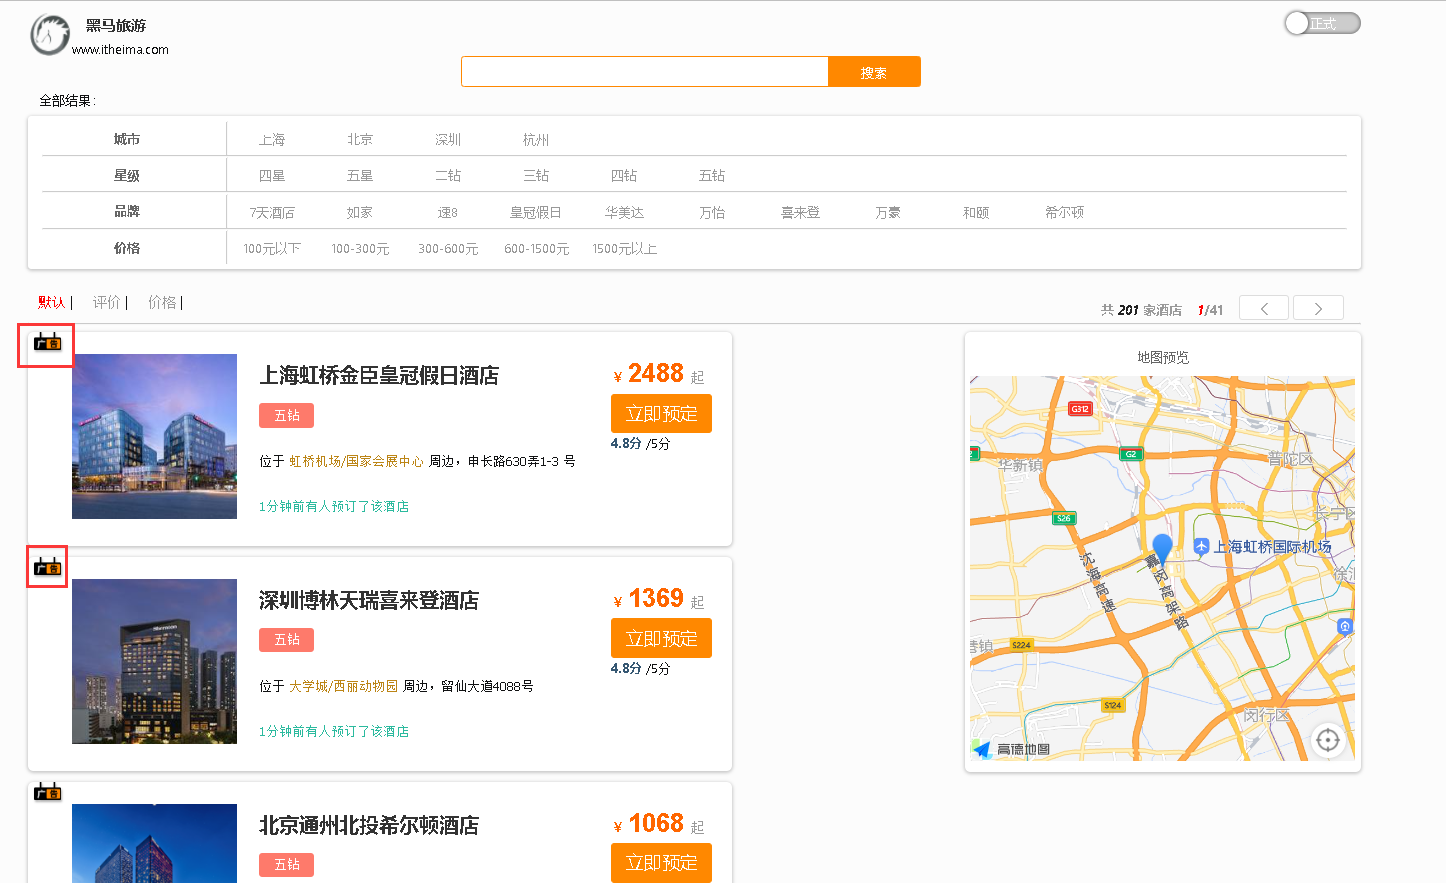 黑马旅游
www.itheima.com
正式
搜索
全部结果：
城市 上海 北京 深圳 杭州
星级 四星 五星 二钻 三钻 四钻 五钻
品牌 7天酒店 如家 速8 皇冠假日 华美达 万怡 喜来登 万豪 和颐 希尔顿
价格 100元以下 100-300元 300-600元 600-1500元 1500元以上
默认 | 评价 | 价格 |
共 201 家酒店 1/41
广告
上海虹桥金臣皇冠假日酒店
五钻
位于 虹桥机场/国家会展中心 周边，申长路630弄1-3 号
1分钟前有人预订了该酒店
¥ 2488 起
立即预定
4.8分 /5分
广告
深圳博林天瑞喜来登酒店
五钻
位于 大学城/西丽动物园 周边，留仙大道4088号
1分钟前有人预订了该酒店
¥ 1369 起
立即预定
4.8分 /5分
广告
北京通州北投希尔顿酒店
五钻
¥ 1068 起
立即预定
地图预览
G312
G2
华新镇
普陀区
S26
长宁区
上海虹桥国际机场
沈海高速
嘉闵高架路
S224
S124
闵行区
高德地图